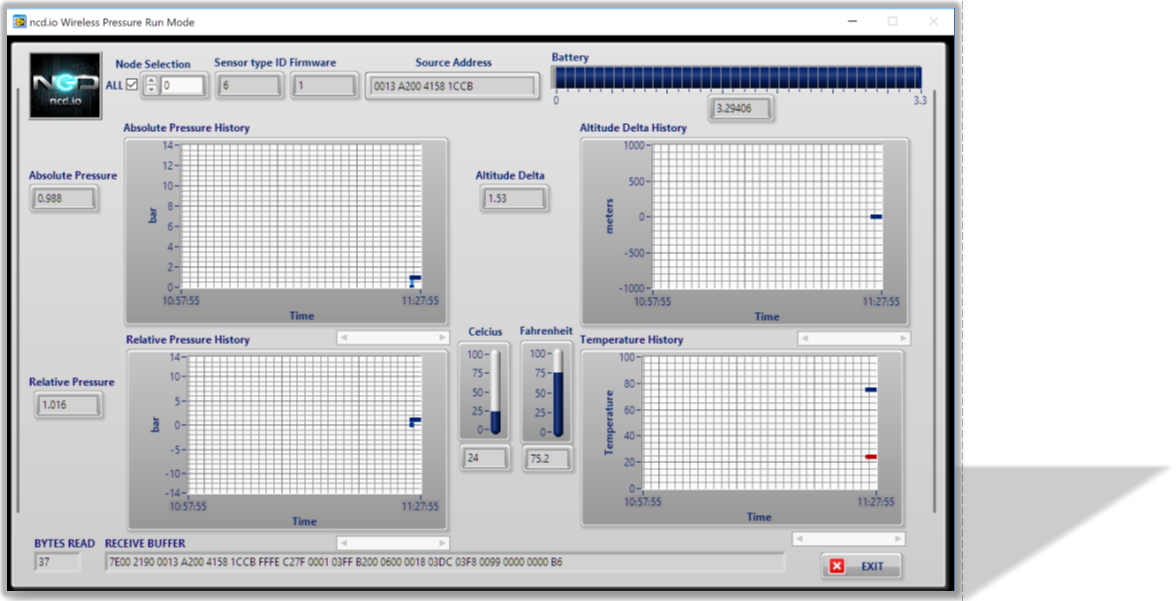 ncd.io Wireless Pressure Run Mode
NCD
ncd.io
Node Selection
ALL
0
Sensor type ID Firmware
6
1
Source Address
0013 A200 4158 1CCB
Battery
0
3.3
3.29406
Absolute Pressure
0.988
Absolute Pressure History
bar
14
12
10
8
6
4
2
0
10:57:55
11:27:55
Time
Altitude Delta
1.53
Altitude Delta History
meters
1000
500
0
-500
-1000
10:57:55
11:27:55
Time
Relative Pressure
1.016
Relative Pressure History
bar
14
10
5
0
-5
-10
-14
10:57:55
11:27:55
Time
Celcius
100
75
50
25
0
24
Fahrenheit
100
75
50
25
0
75.2
Temperature History
Temperature
100
80
60
40
20
0
10:57:55
11:27:55
Time
BYTES READ
37
RECEIVE BUFFER
7E00 2190 0013 A200 4158 1CCB FFFE C27F 0001 03FF B200 0600 0018 03DC 03F8 0099 0000 0000 B6
EXIT